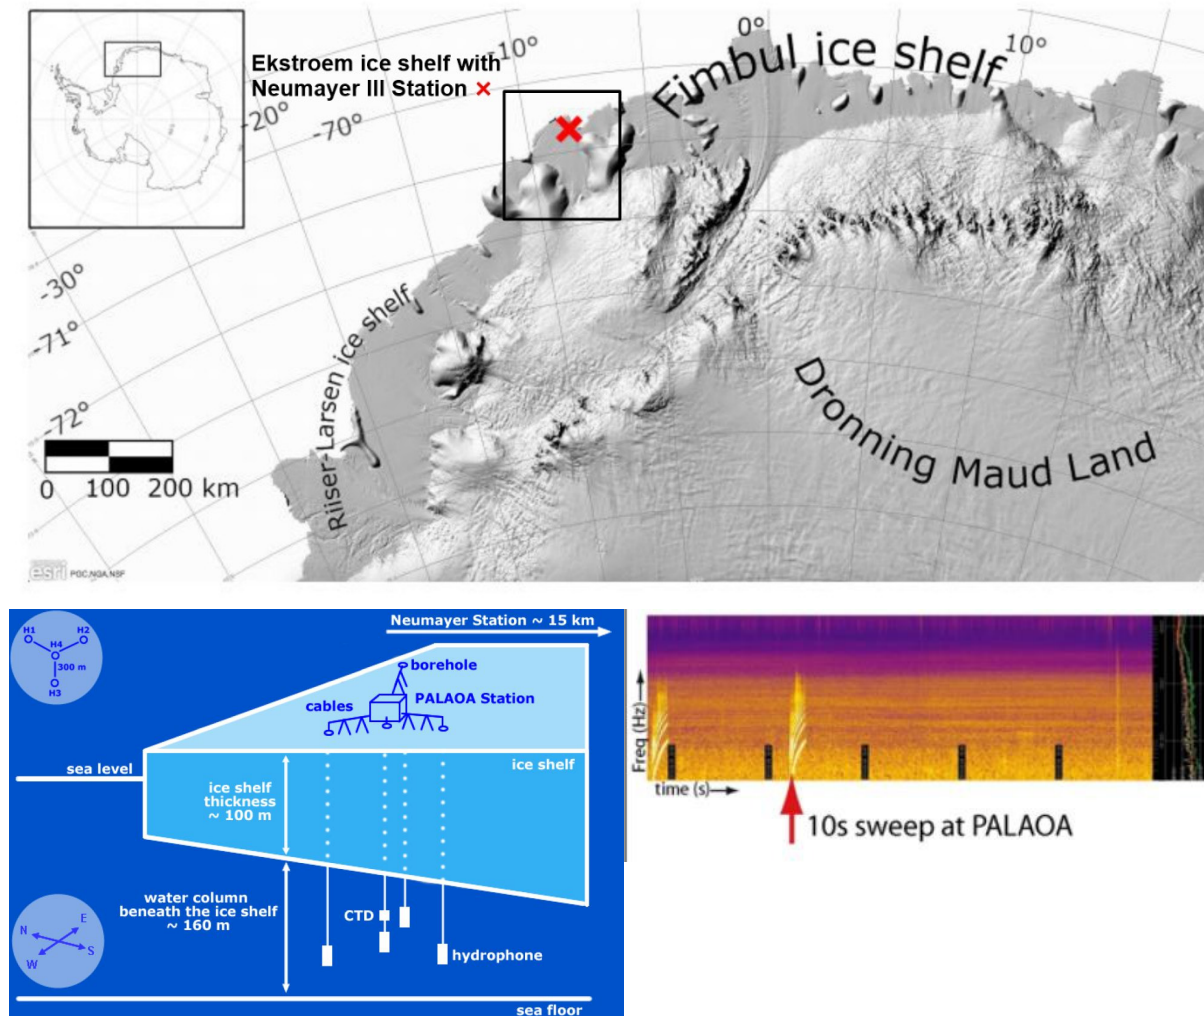 0°
-10°
10°
Ekstroem ice shelf with
Neumayer III Station ×
Fimbul ice shelf
-20°
-70°
-30°
-71°
-72°
Riiser-Larsen ice shelf
Dronning Maud Land
0 100 200 km
esri PGC,NGA,NSF
Neumayer Station ~ 15 km
H1 H2
H4
300 m
H3
borehole
cables
PALAOA Station
sea level
ice shelf
ice shelf
thickness
~ 100 m
water column
beneath the ice shelf
~ 160 m
CTD
hydrophone
N E
W S
sea floor
Freq (Hz)
time (s)
10s sweep at PALAOA